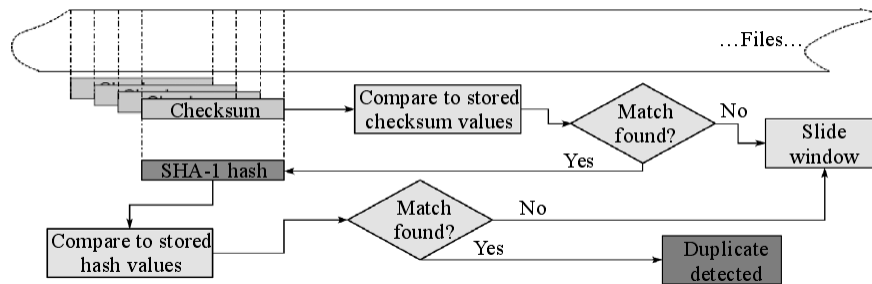 ...Files...
Checksum
Compare to stored
checksum values
Match
found?
No
Slide
window
Yes
SHA-1 hash
Compare to stored
hash values
Match
found?
No
Yes
Duplicate
detected